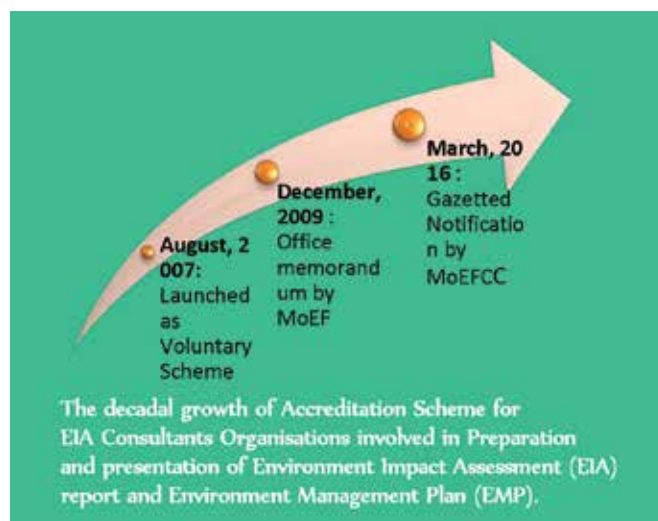 August, 2
007:
Launched
as
Voluntary
Scheme
December,
2009 :
Office
memorand
um by
MoEF
March, 20
16 :
Gazetted
Notificatio
n by
MoEFCC
The decadal growth of Accreditation Scheme for
EIA Consultants Organisations involved in Preparation
and presentation of Environment Impact Assessment (EIA)
report and Environment Management Plan (EMP).